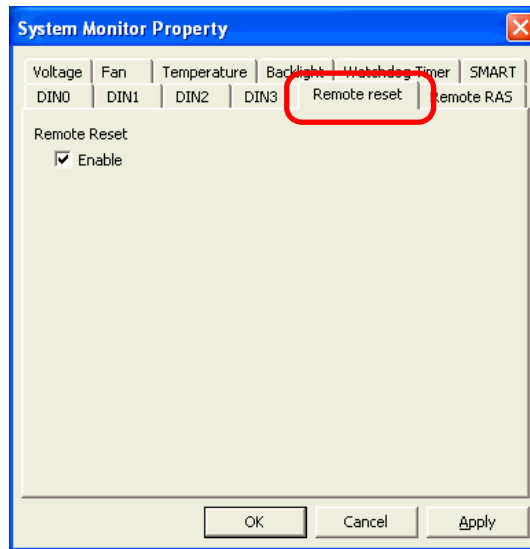 System Monitor Property
Voltage Fan Temperature Backlight Watchdog Timer SMART
DIN0 DIN1 DIN2 DIN3 Remote reset Remote RAS
Remote Reset
Enable
OK Cancel Apply